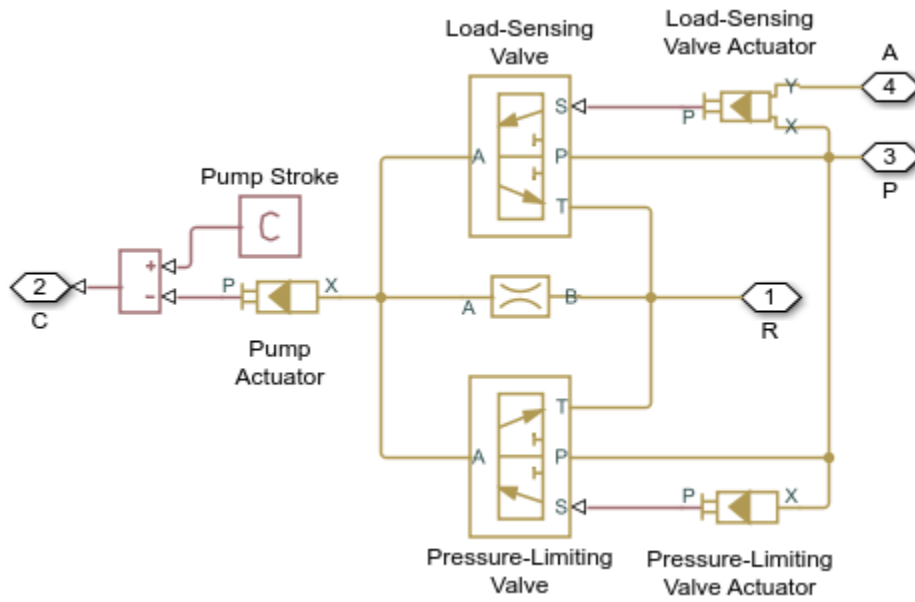 Load-Sensing
Valve
Load-Sensing
Valve Actuator
A
4
Y
S
P
X
A
P
3
P
Pump Stroke
C
T
+
2
C
−
P
X
A
B
1
R
Pump
Actuator
T
A
P
P
X
S
Pressure-Limiting
Valve
Pressure-Limiting
Valve Actuator